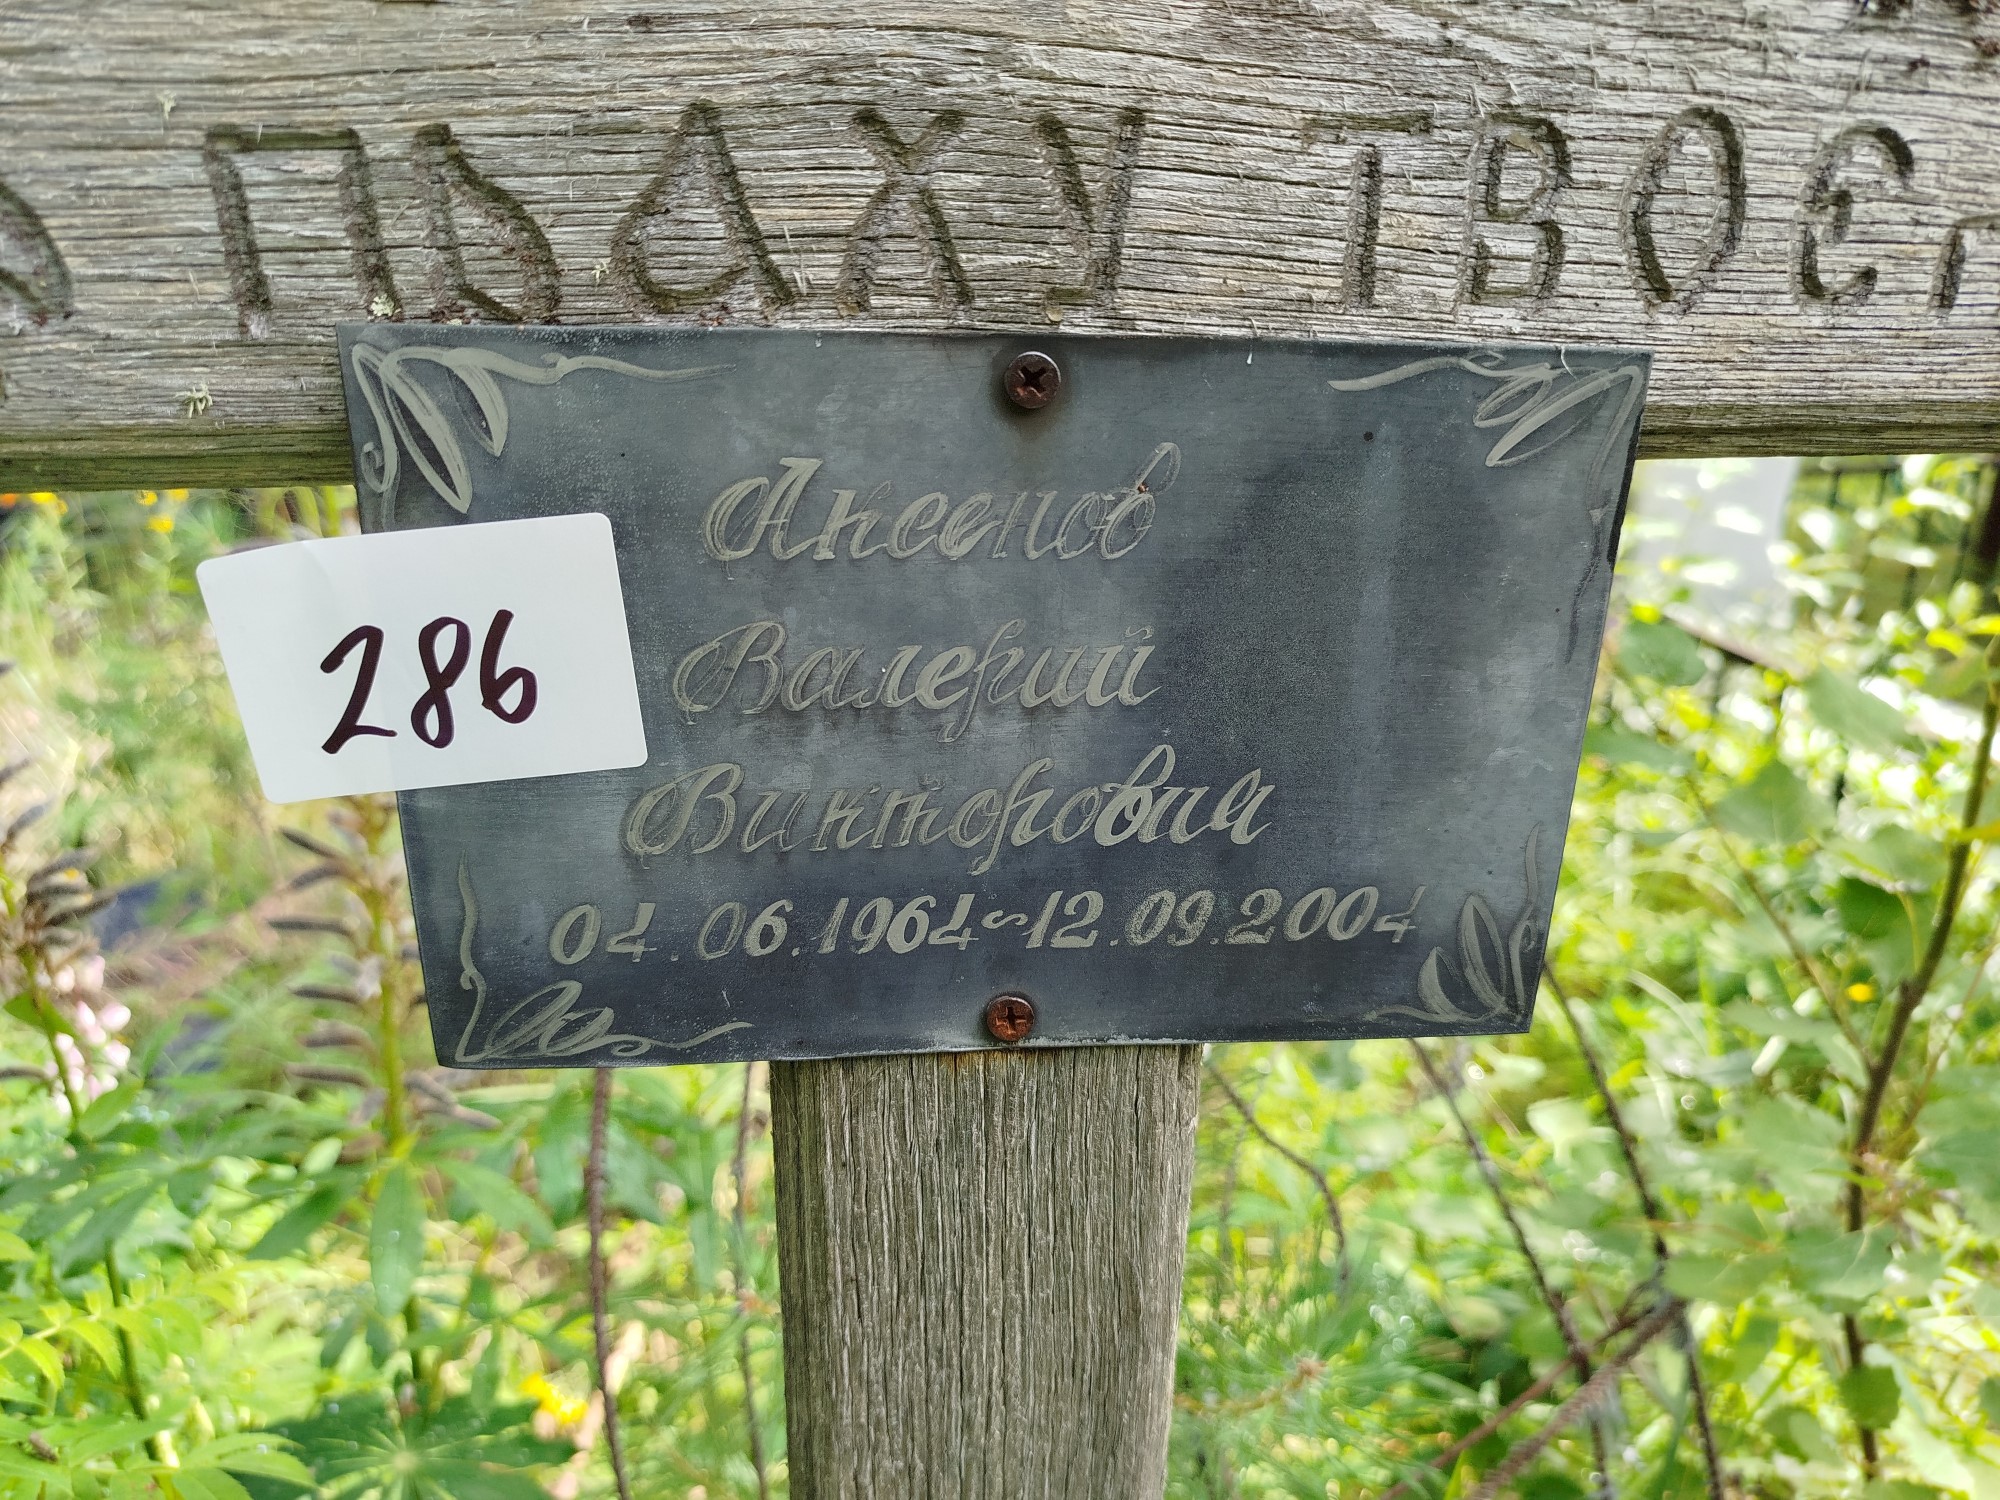 ПРАХУ ТВОЕ
Аксенов
Валерий
Викторович
04.06.1964~12.09.2004
286